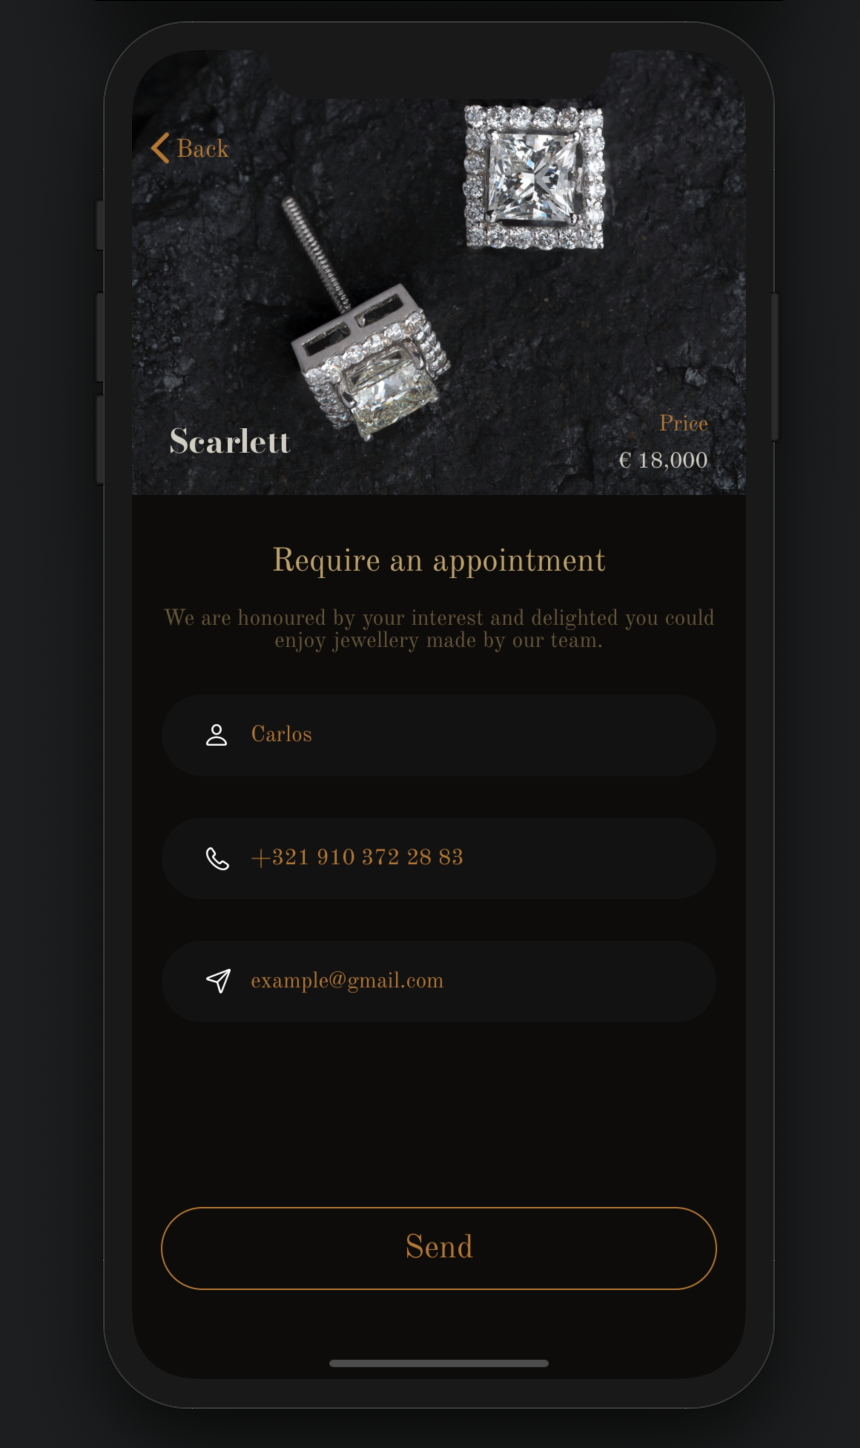 Back
Scarlett
Price
€ 18,000
Require an appointment
We are honoured by your interest and delighted you could
enjoy jewellery made by our team.
Carlos
+321 910 372 28 83
example@gmail.com
Send